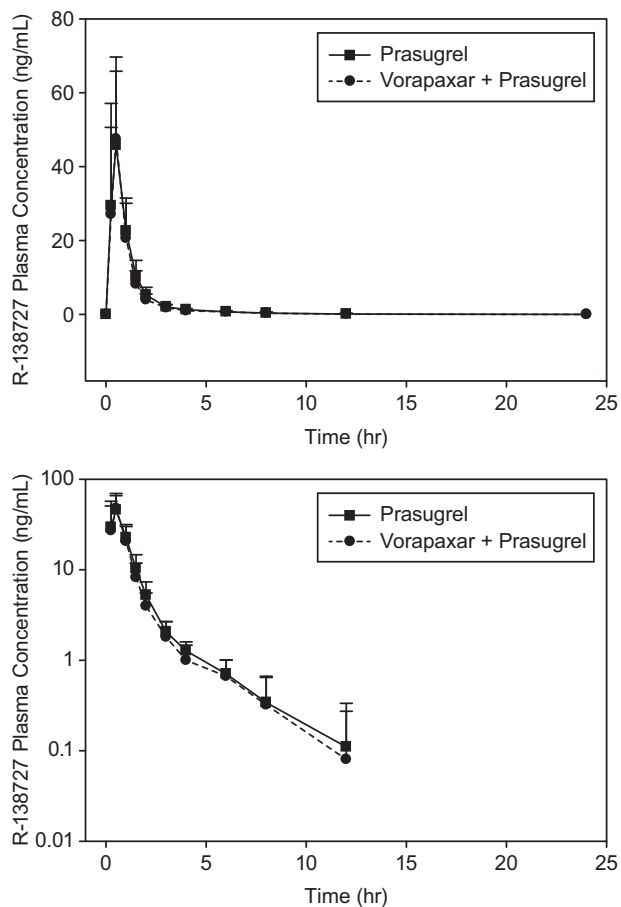 R-138727 Plasma Concentration (ng/mL)
80
60
40
20
0
Prasugrel
Vorapaxar + Prasugrel
0 5 10 15 20 25
Time (hr)
R-138727 Plasma Concentration (ng/mL)
100
10
1
0.1
0.01
Prasugrel
Vorapaxar + Prasugrel
0 5 10 15 20 25
Time (hr)